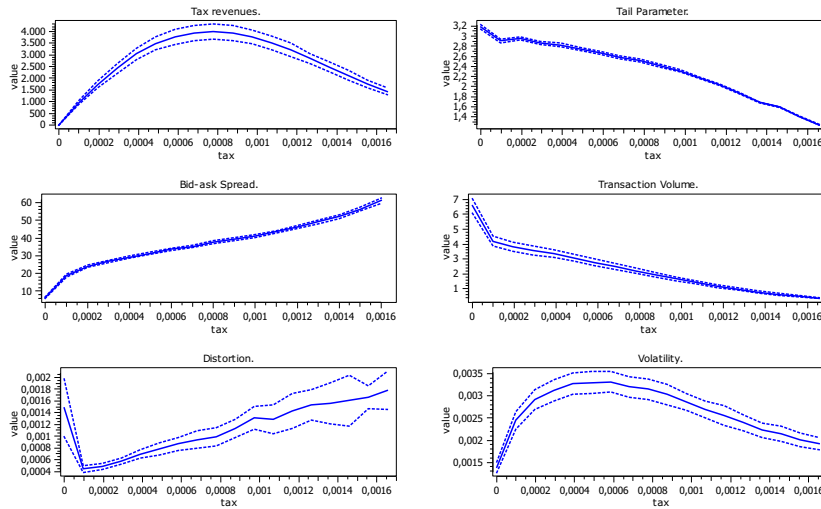 Tax revenues.
value
4.000
3.500
3.000
2.500
2.000
1.500
1.000
500
0
0 0,0002 0,0004 0,0006 0,0008 0,001 0,0012 0,0014 0,0016
tax
Tail Parameter.
value
3,2
3
2,8
2,6
2,4
2,2
2
1,8
1,6
1,4
0 0,0002 0,0004 0,0006 0,0008 0,001 0,0012 0,0014 0,0016
tax
Bid-ask Spread.
value
60
50
40
30
20
10
0 0,0002 0,0004 0,0006 0,0008 0,001 0,0012 0,0014 0,0016
tax
Transaction Volume.
value
7
6
5
4
3
2
1
0 0,0002 0,0004 0,0006 0,0008 0,001 0,0012 0,0014 0,0016
tax
Distortion.
value
0,002
0,0018
0,0016
0,0014
0,0012
0,001
0,0008
0,0006
0,0004
0 0,0002 0,0004 0,0006 0,0008 0,001 0,0012 0,0014 0,0016
tax
Volatility.
value
0,0035
0,003
0,0025
0,002
0,0015
0 0,0002 0,0004 0,0006 0,0008 0,001 0,0012 0,0014 0,0016
tax